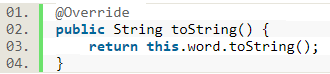 01. @Override
02. public String toString() {
03.     return this.word.toString();
04. }